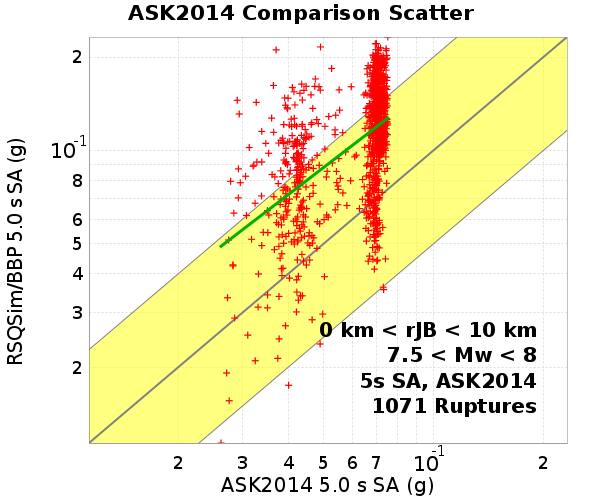 ASK2014 Comparison Scatter
RSQSim/BBP 5.0 s SA (g)
2
10⁻¹
8
7
6
5
4
3
2
0 km < rJB < 10 km
7.5 < Mw < 8
5s SA, ASK2014
1071 Ruptures
2 3 4 5 6 7 10⁻¹ 2
ASK2014 5.0 s SA (g)